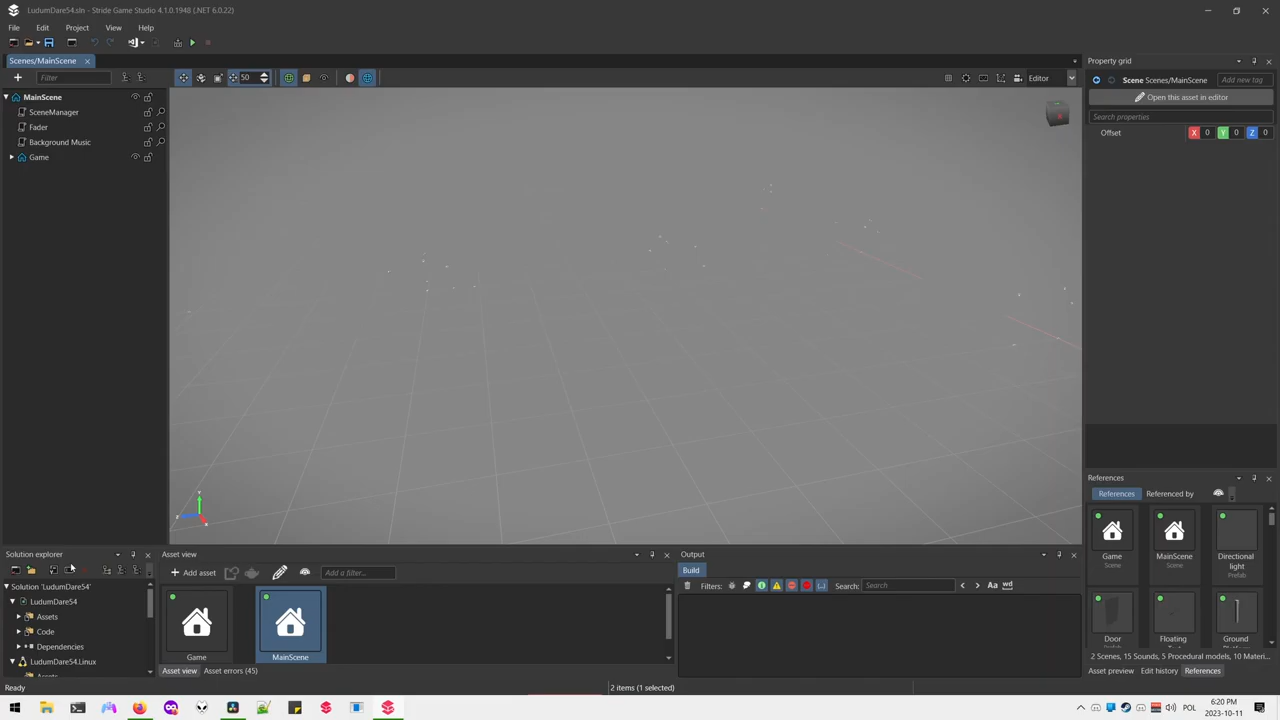 LudumDare54.sln - Stride Game Studio 4.1.0.1948 (.NET 6.0.22)
File Edit Project View Help
Scenes/MainScene
Property grid
50
Editor
Filter
Scene Scenes/MainScene
Add new tag
Open this asset in editor
Search properties
Offset X 0 Y 0 Z 0
MainScene
SceneManager
Fader
Background Music
Game
References
References Referenced by
Game
Scene
MainScene
Scene
Directional
light
Prefab
Door
Prefab
Floating
Ground
Platform
2 Scenes, 15 Sounds, 5 Procedural models, 10 Materi...
Asset preview Edit history References
Solution explorer
Solution 'LudumDare54'
LudumDare54
Assets
Code
Dependencies
LudumDare54.Linux
Asset view
Add asset
Add a filter...
Game
MainScene
Asset view Asset errors (45)
Output
Build
Filters:
Search: Search
Aa wd
Ready
2 items (1 selected)
POL
6:20 PM
2023-10-11